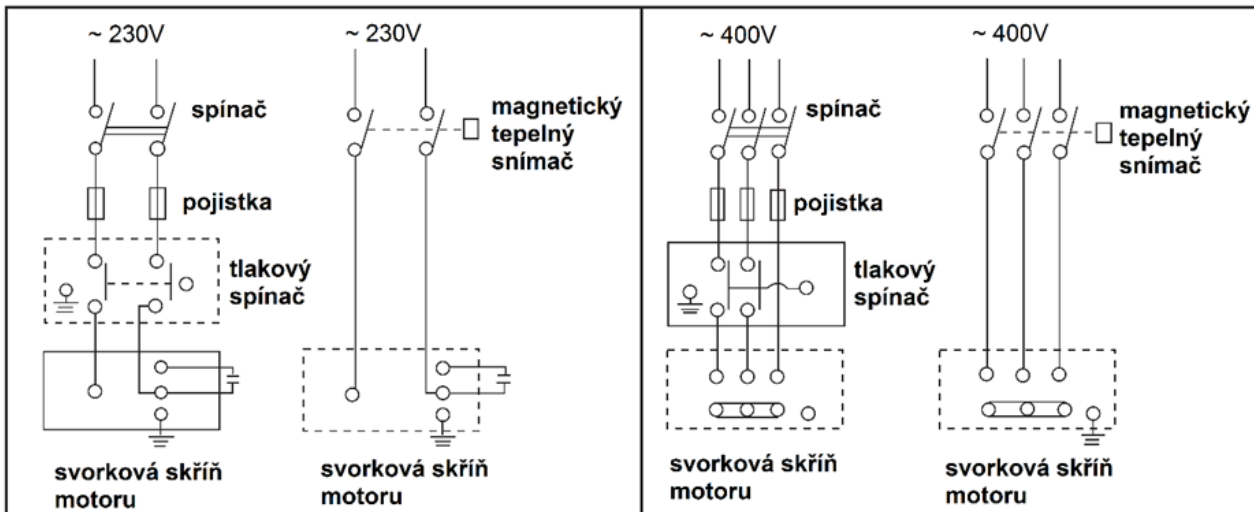 ~ 230V
~ 230V
spínač
magnetický
tepelný
snímač
pojistka
tlakový
spínač
svorková skříň
motoru
svorková skříň
motoru
~ 400V
~ 400V
spínač
magnetický
tepelný
snímač
pojistka
tlakový
spínač
svorková skříň
motoru
svorková skříň
motoru